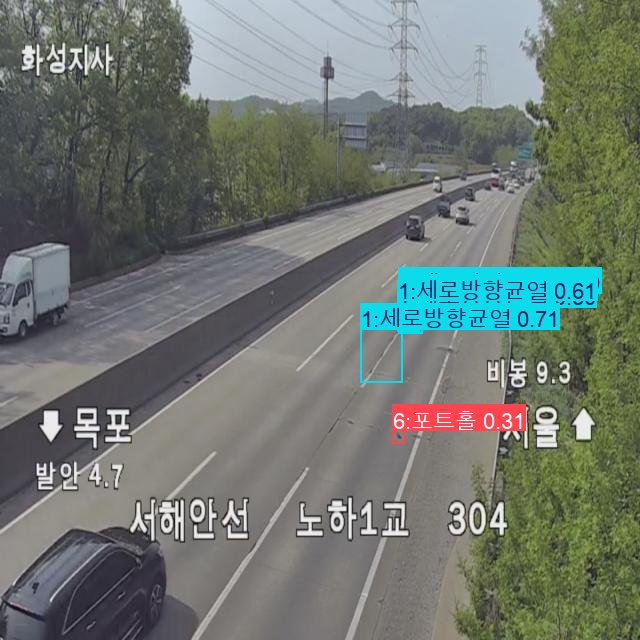 화성지사
1:세로방향균열 0.61
1:세로방향균열 0.71
비봉 9.3
6:포트홀 0.31
목포
서울
발안 4.7
서해안선 노하1교 304